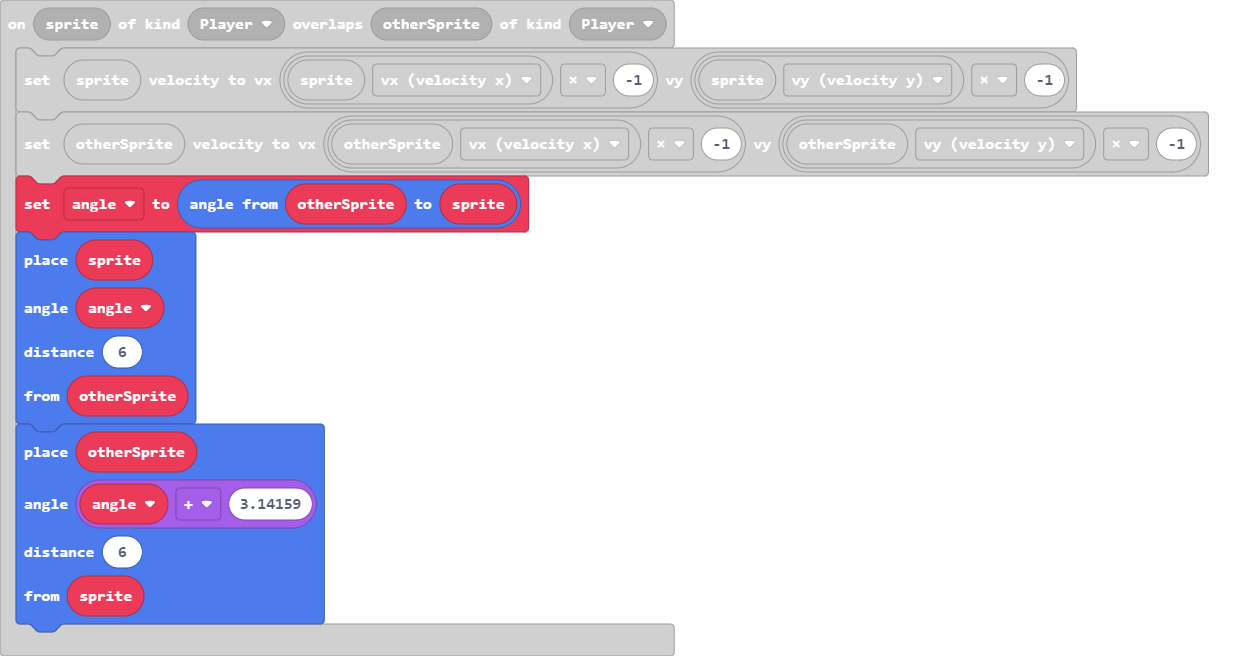 on sprite of kind Player overlaps otherSprite of kind Player
set sprite velocity to vx sprite vx (velocity x) × -1 vy sprite vy (velocity y) × -1
set otherSprite velocity to vx otherSprite vx (velocity x) × -1 vy otherSprite vy (velocity y) × -1
set angle to angle from otherSprite to sprite
place sprite
angle angle
distance 6
from otherSprite
place otherSprite
angle angle + 3.14159
distance 6
from sprite